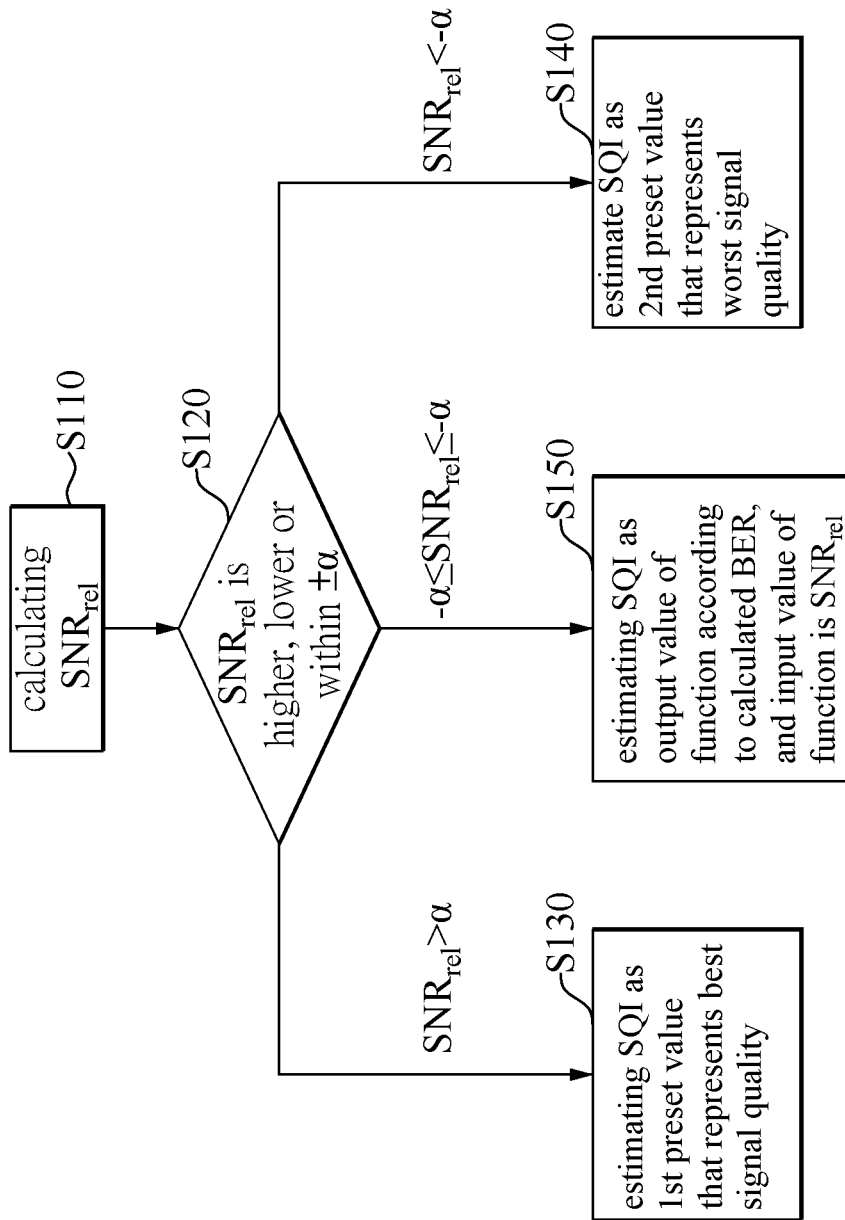 calculating
SNRrel
S110
SNRrel is
higher, lower or
within ±α
S120
SNRrel>α
-α≤SNRrel≤-α
SNRrel<-α
S130
estimating SQI as
1st preset value
that represents best
signal quality
S150
estimating SQI as
output value of
function according
to calculated BER,
and input value of
function is SNRrel
S140
estimate SQI as
2nd preset value
that represents
worst signal
quality